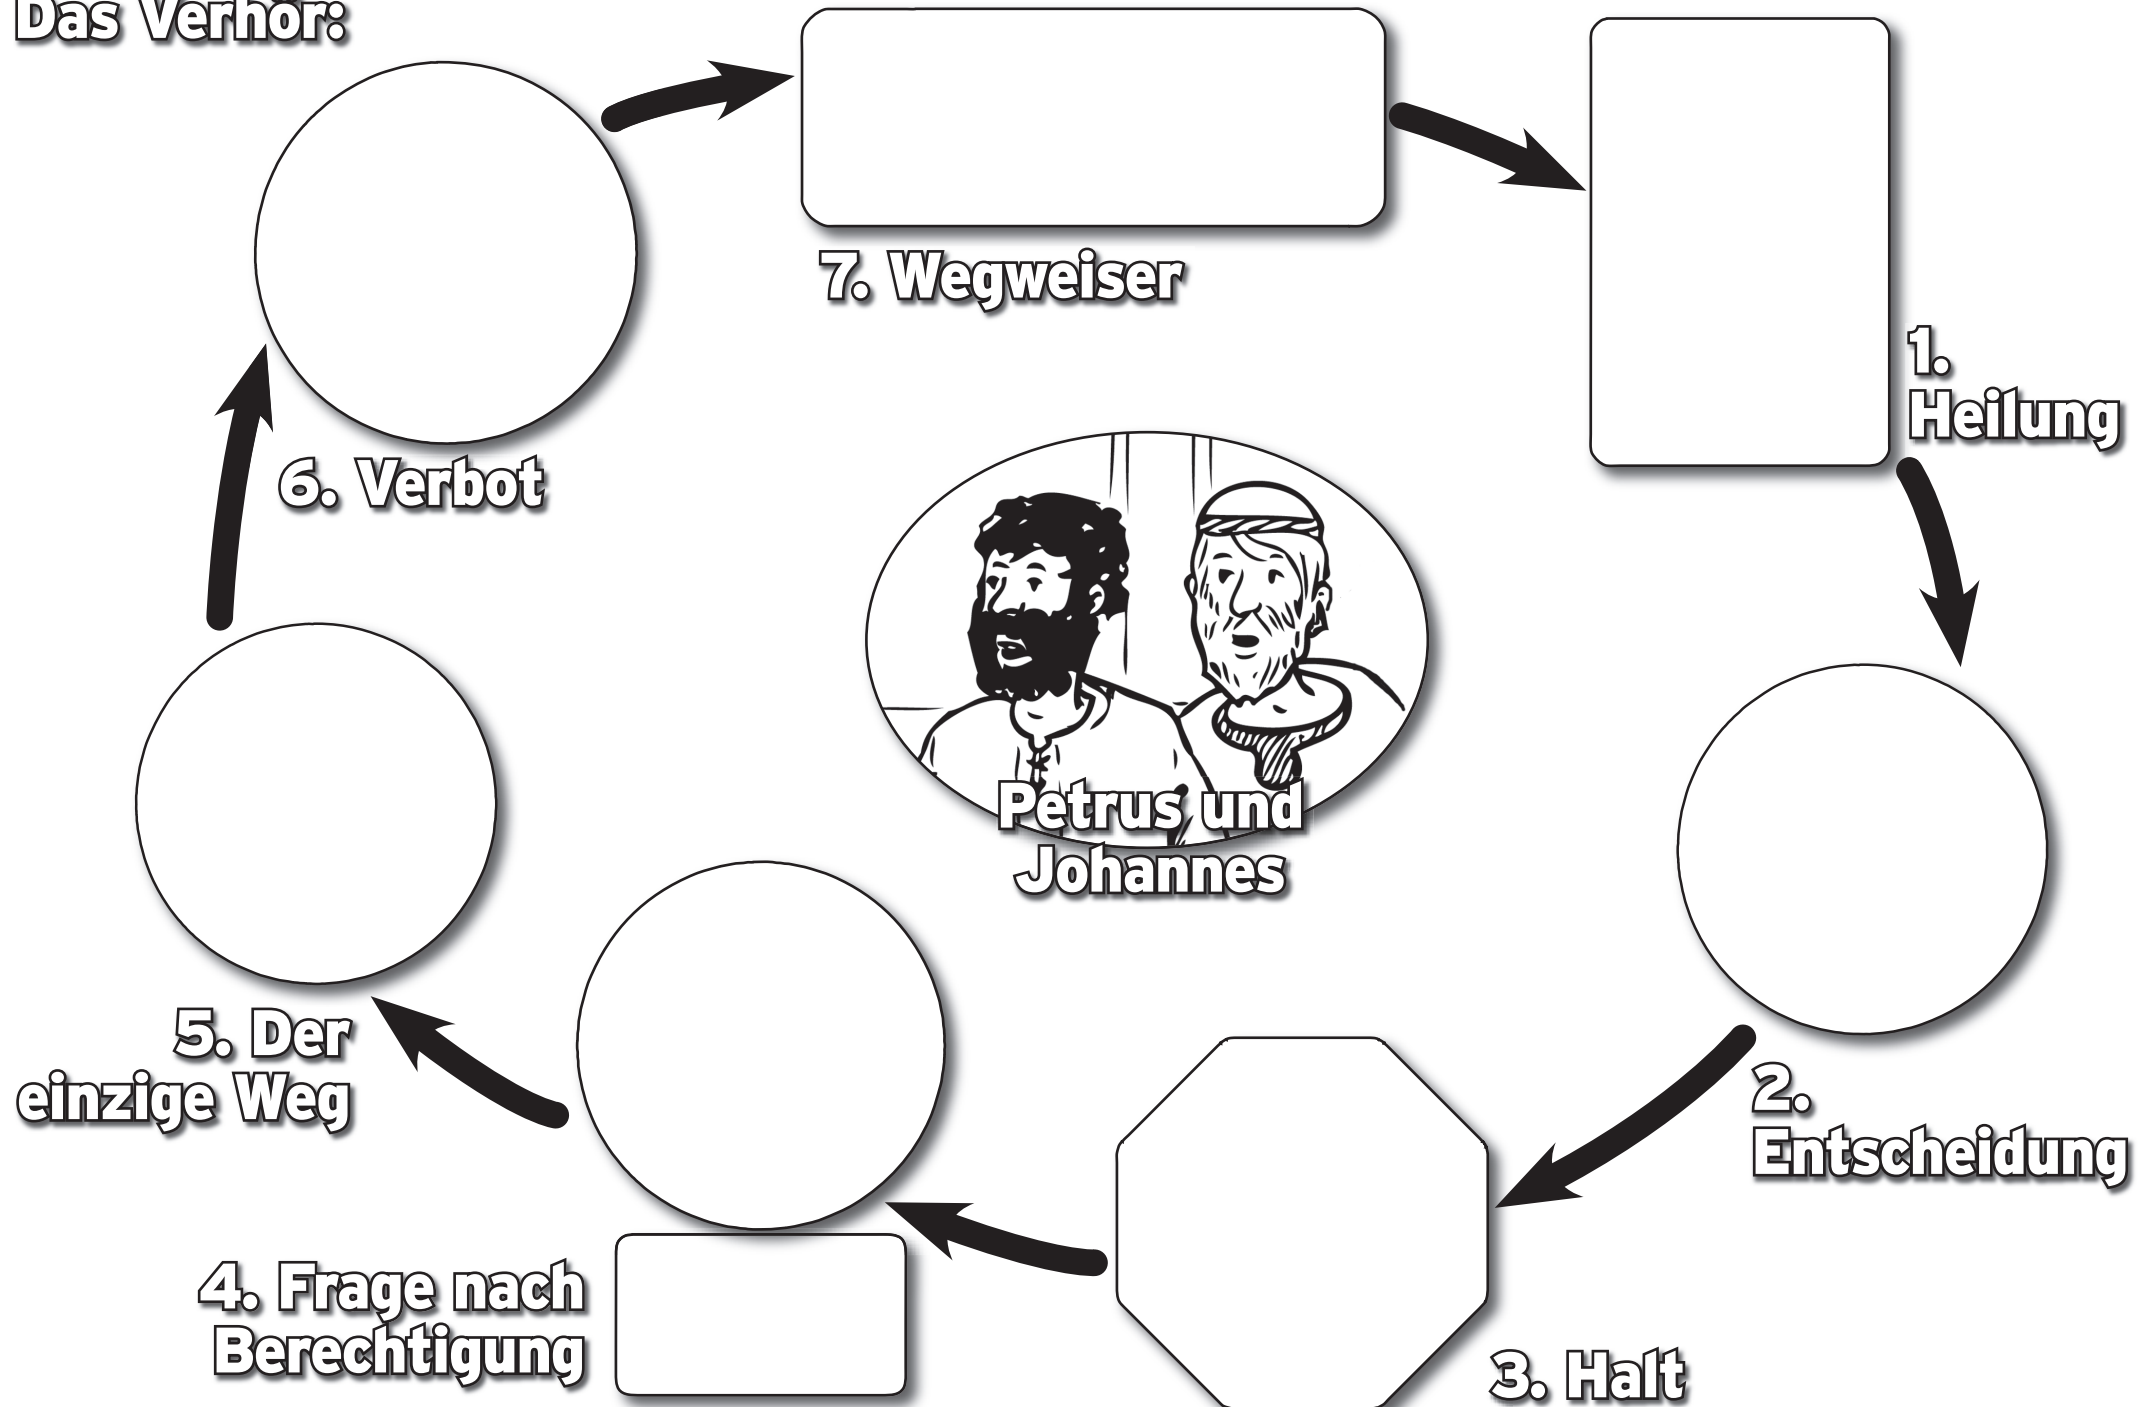 Das Verhör:
7. Wegweiser
1.
Heilung
6. Verbot
Petrus und
Johannes
5. Der
einzige Weg
2.
Entscheidung
4. Frage nach
Berechtigung
3. Halt